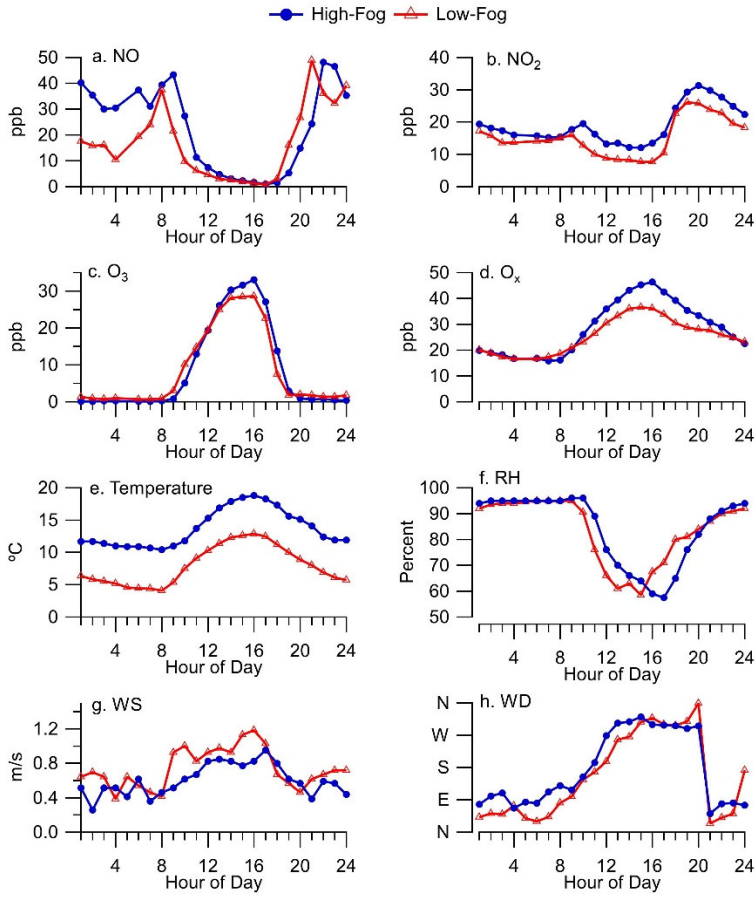 High-Fog Low-Fog
a. NO
ppb
50
40
30
20
10
0
4 8 12 16 20 24
Hour of Day
b. NO₂
ppb
40
30
20
10
0
4 8 12 16 20 24
Hour of Day
c. O₃
ppb
30
20
10
0
4 8 12 16 20 24
Hour of Day
d. Oₓ
ppb
50
40
30
20
10
0
4 8 12 16 20 24
Hour of Day
e. Temperature
ºC
20
15
10
5
0
4 8 12 16 20 24
Hour of Day
f. RH
Percent
100
90
80
70
60
50
4 8 12 16 20 24
Hour of Day
g. WS
m/s
1.2
0.8
0.4
0.0
4 8 12 16 20 24
Hour of Day
h. WD
N
W
S
E
N
4 8 12 16 20 24
Hour of Day